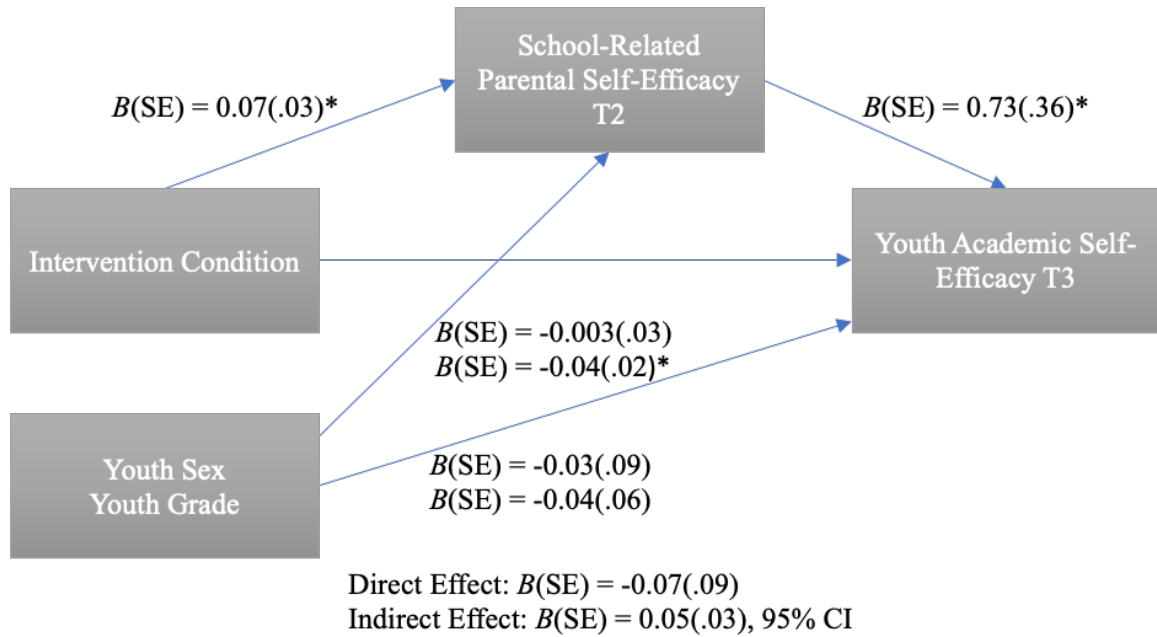 School-Related
Parental Self-Efficacy
T2
B(SE) = 0.07(.03)*
B(SE) = 0.73(.36)*
Intervention Condition
Youth Academic Self-
Efficacy T3
B(SE) = -0.003(.03)
B(SE) = -0.04(.02)*
Youth Sex
Youth Grade
B(SE) = -0.03(.09)
B(SE) = -0.04(.06)
Direct Effect: B(SE) = -0.07(.09)
Indirect Effect: B(SE) = 0.05(.03), 95% CI